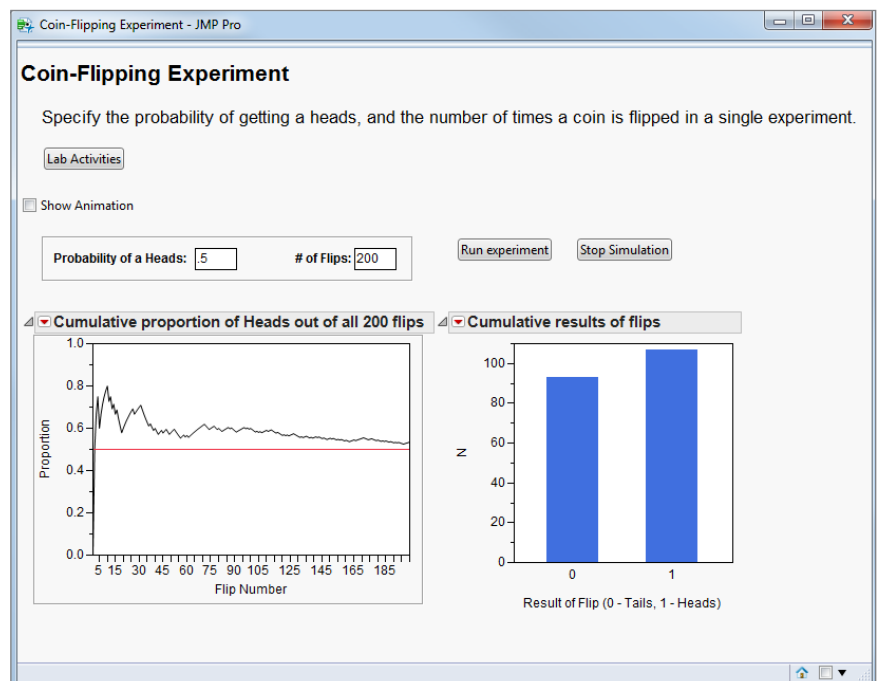 Coin-Flipping Experiment - JMP Pro
Coin-Flipping Experiment
Specify the probability of getting a heads, and the number of times a coin is flipped in a single experiment.
Lab Activities
Show Animation
Probability of a Heads: .5 # of Flips: 200 Run experiment Stop Simulation
Cumulative proportion of Heads out of all 200 flips
1.0
0.8
0.6
0.4
0.2
0.0
Proportion
5 15 30 45 60 75 90 105 125 145 165 185
Flip Number
Cumulative results of flips
100
80
60
40
20
0
N
0 1
Result of Flip (0 - Tails, 1 - Heads)